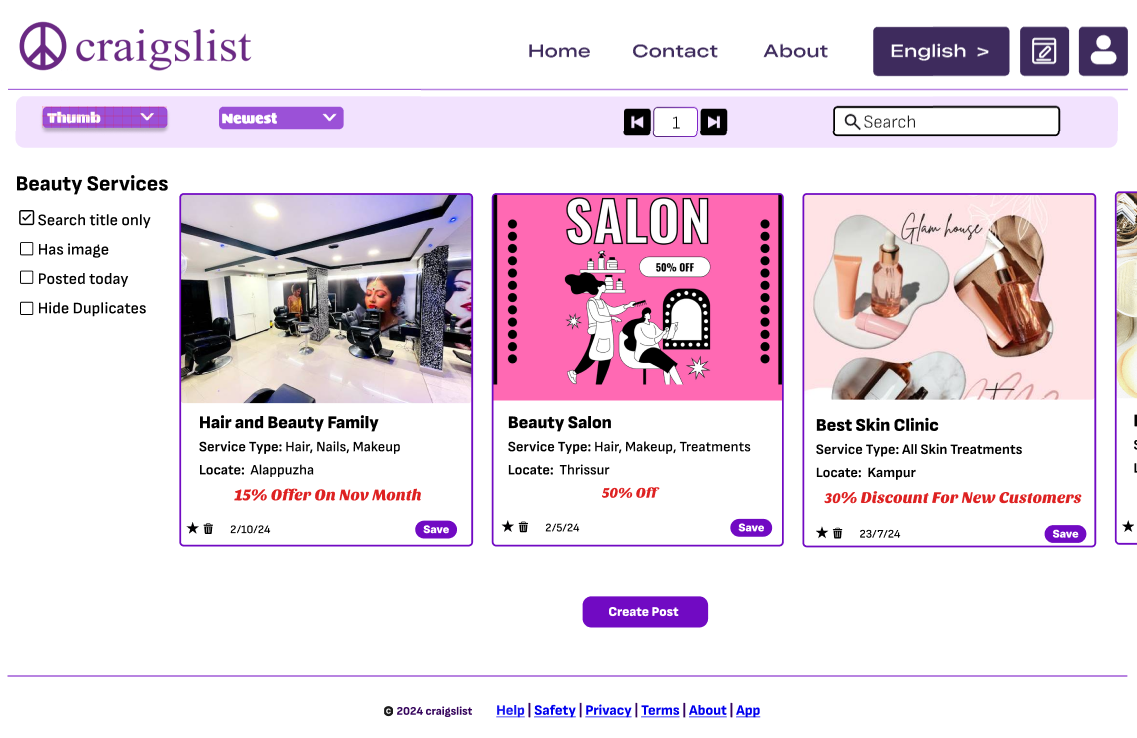 craigslist
Home
Contact
About
English >
Thumb
Newest
1
Search
Beauty Services
Search title only
Has image
Posted today
Hide Duplicates
Hair and Beauty Family
Service Type: Hair, Nails, Makeup
Locate: Alappuzha
15% Offer On Nov Month
2/10/24
Save
SALON
50% OFF
Beauty Salon
Service Type: Hair, Makeup, Treatments
Locate: Thrissur
50% Off
2/5/24
Save
Glam house
Best Skin Clinic
Service Type: All Skin Treatments
Locate: Kampur
30% Discount For New Customers
23/7/24
Save
Create Post
© 2024 craigslist
Help | Safety | Privacy | Terms | About | App